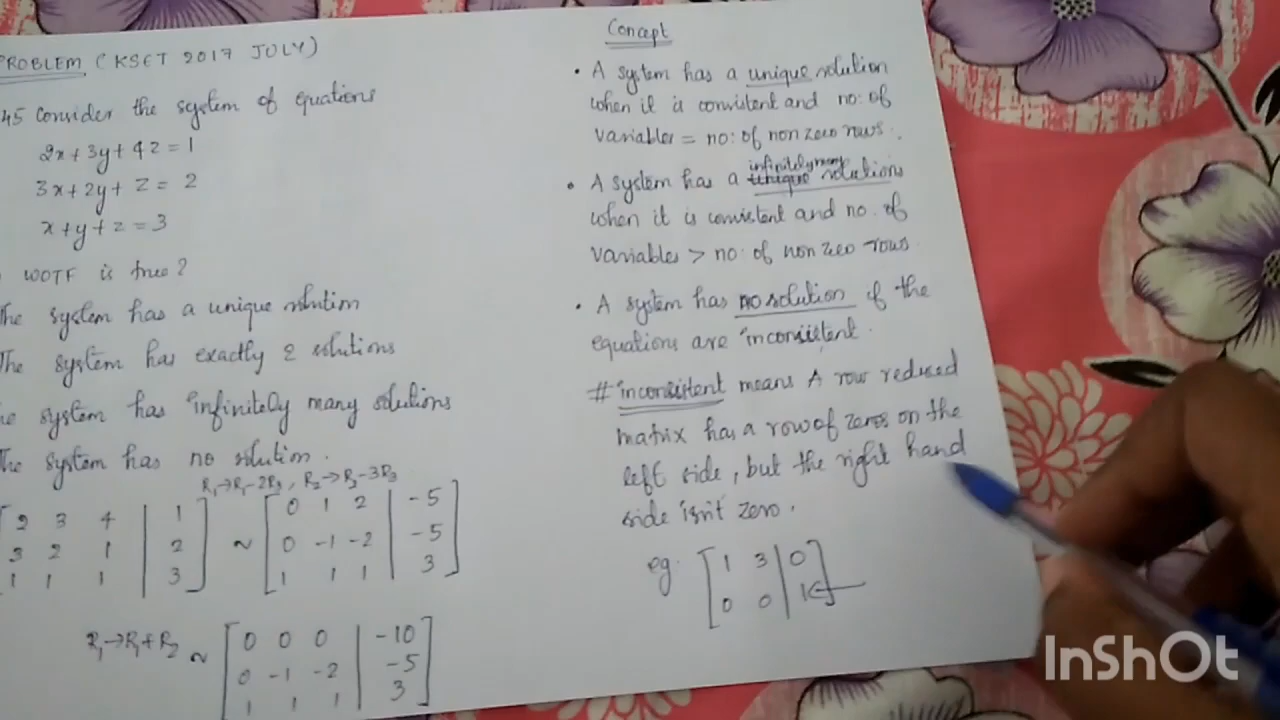 PROBLEM (KSET 2017 JULY)
45 Consider the system of equations
2x + 3y + 4z = 1
3x + 2y + z = 2
x + y + z = 3
WOTF is true?
The system has a unique solution
The system has exactly 2 solutions
system has infinitely many solutions
The system has no solution.
R₁→R₁-2R₃, R₂→R₂-3R₃
2 3 4 | 1 ] ~ [ 0 1 2 | -5 ]
3 2 1 | 2 ] ~ [ 0 -1 -2 | -5 ]
1 1 1 | 3 ] ~ [ 1 1 1 | 3 ]
R₁→R₁+R₂ ~ [ 0 0 0 | -10 ]
[ 0 -1 -2 | -5 ]
[ 1 1 1 | 3 ]
Concept
• A system has a unique solution
when it is consistent and no: of
variables = no: of non zero rows.
infinitely many
• A system has a unique solutions
when it is consistent and no. of
variables > no: of non zero rows.
• A system has no solution if the
equations are inconsistent.
# inconsistent means A row reduced
matrix has a row of zeros on the
left side, but the right hand
side isn't zero.
eg. [ 1 3 | 0 ]
[ 0 0 | 1 ] ←
InShOt